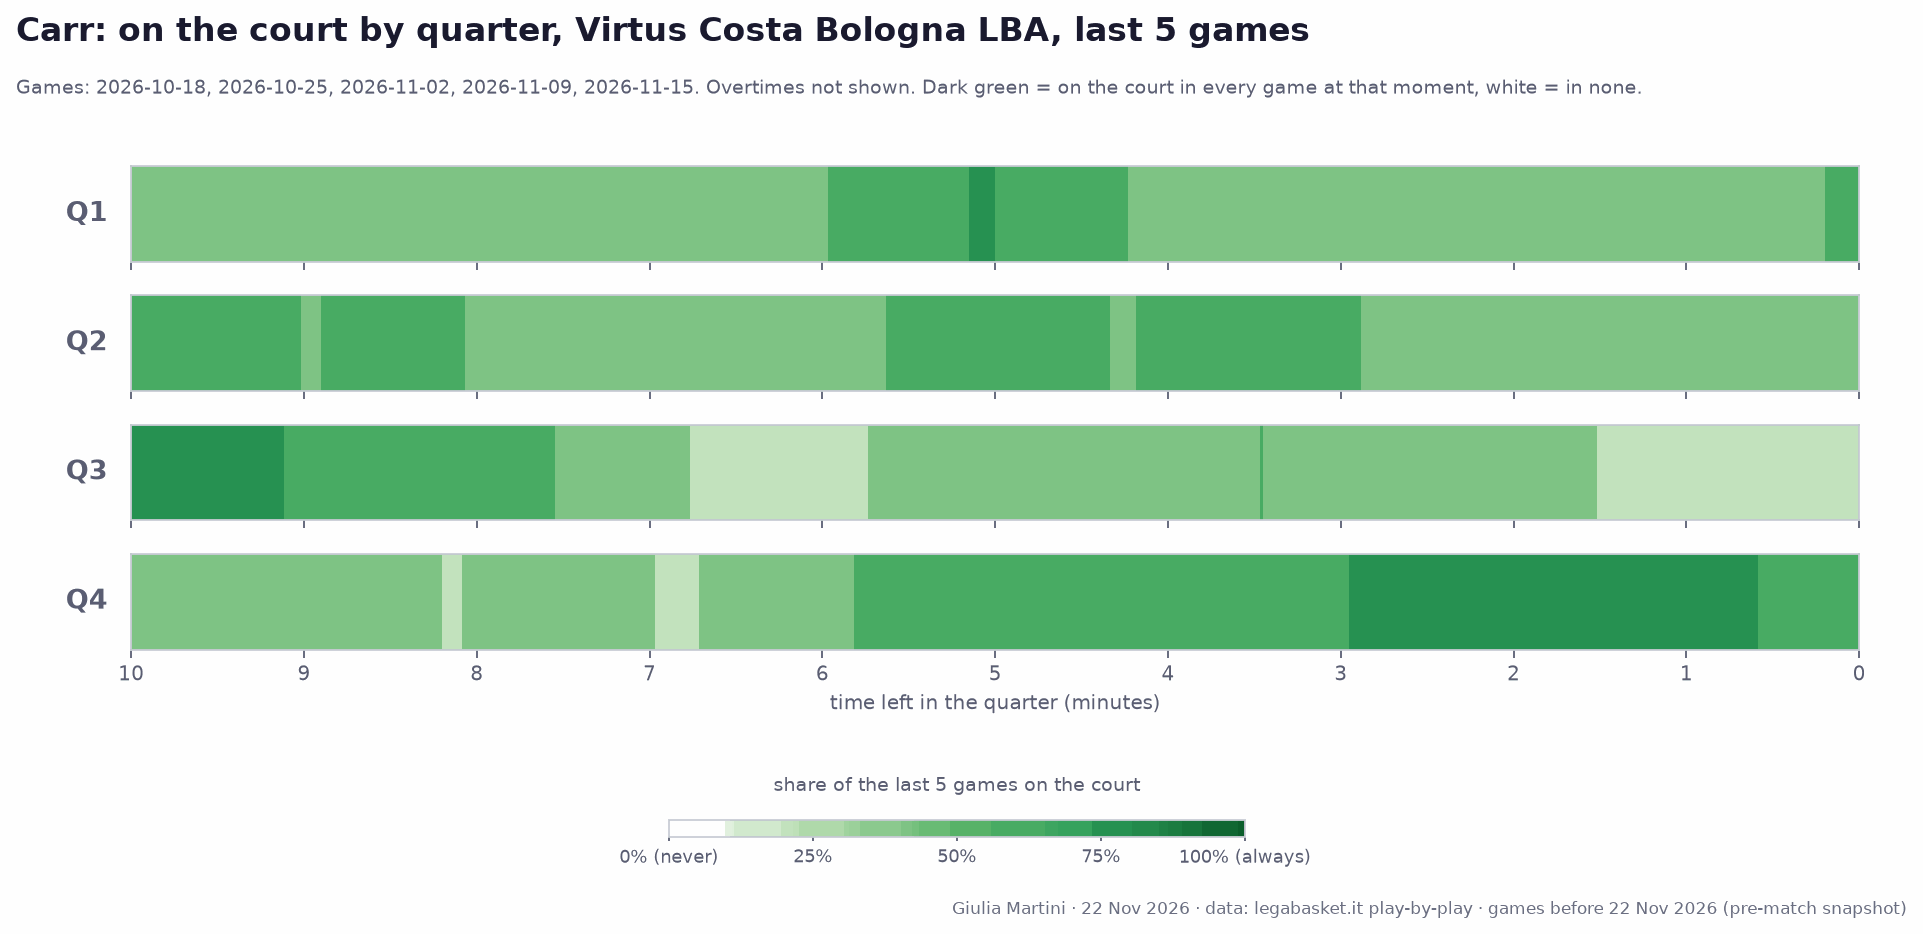 Carr: on the court by quarter, Virtus Costa Bologna LBA, last 5 games
Games: 2026-10-18, 2026-10-25, 2026-11-02, 2026-11-09, 2026-11-15. Overtimes not shown. Dark green = on the court in every game at that moment, white = in none.
Q1
Q2
Q3
Q4
10 9 8 7 6 5 4 3 2 1 0
time left in the quarter (minutes)
share of the last 5 games on the court
0% (never) 25% 50% 75% 100% (always)
Giulia Martini · 22 Nov 2026 · data: legabasket.it play-by-play · games before 22 Nov 2026 (pre-match snapshot)